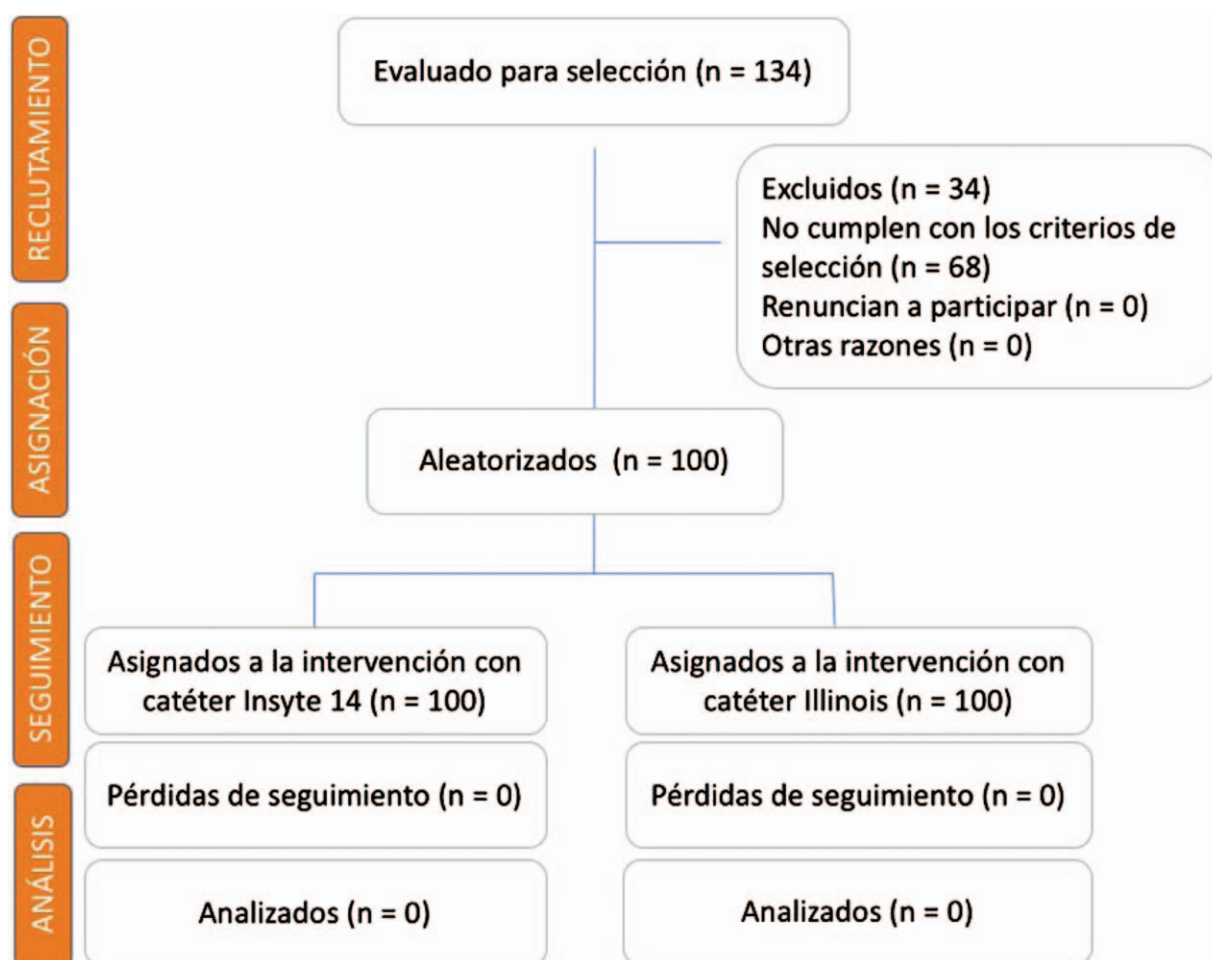 RECLUTAMIENTO
Evaluado para selección (n = 134)
Excluidos (n = 34)
No cumplen con los criterios de
selección (n = 68)
Renuncian a participar (n = 0)
Otras razones (n = 0)
ASIGNACIÓN
Aleatorizados (n = 100)
SEGUIMIENTO
Asignados a la intervención con
catéter Insyte 14 (n = 100)
Asignados a la intervención con
catéter Illinois (n = 100)
Pérdidas de seguimiento (n = 0)
Pérdidas de seguimiento (n = 0)
ANÁLISIS
Analizados (n = 0)
Analizados (n = 0)